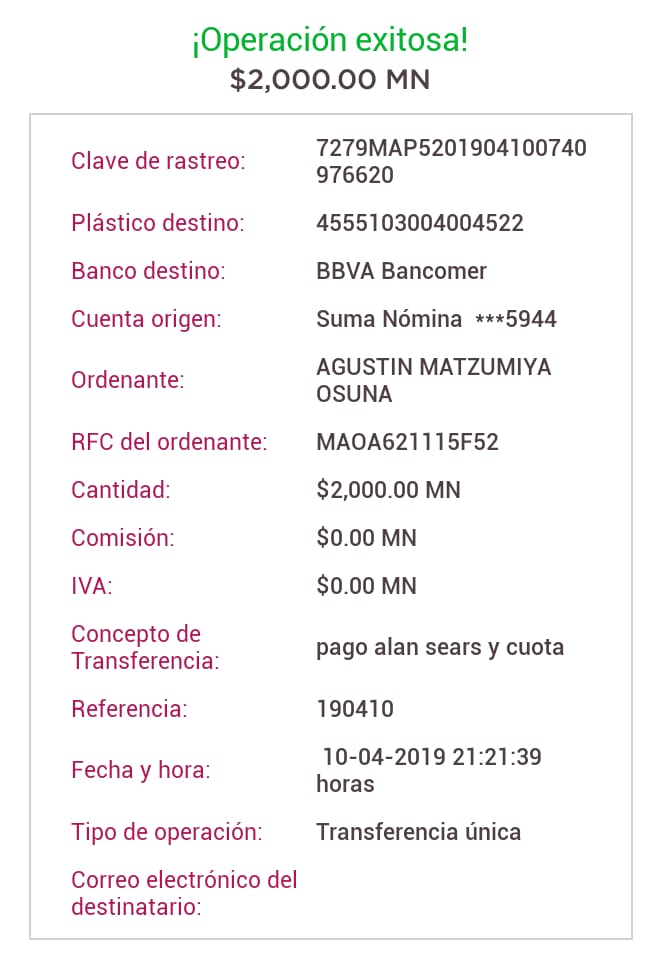 ¡Operación exitosa!
$2,000.00 MN
Clave de rastreo:
7279MAP5201904100740
976620
Plástico destino:
4555103004004522
Banco destino:
BBVA Bancomer
Cuenta origen:
Suma Nómina ***5944
Ordenante:
AGUSTIN MATZUMIYA
OSUNA
RFC del ordenante:
MAOA621115F52
Cantidad:
$2,000.00 MN
Comisión:
$0.00 MN
IVA:
$0.00 MN
Concepto de
Transferencia:
pago alan sears y cuota
Referencia:
190410
Fecha y hora:
10-04-2019 21:21:39
horas
Tipo de operación:
Transferencia única
Correo electrónico del
destinatario: